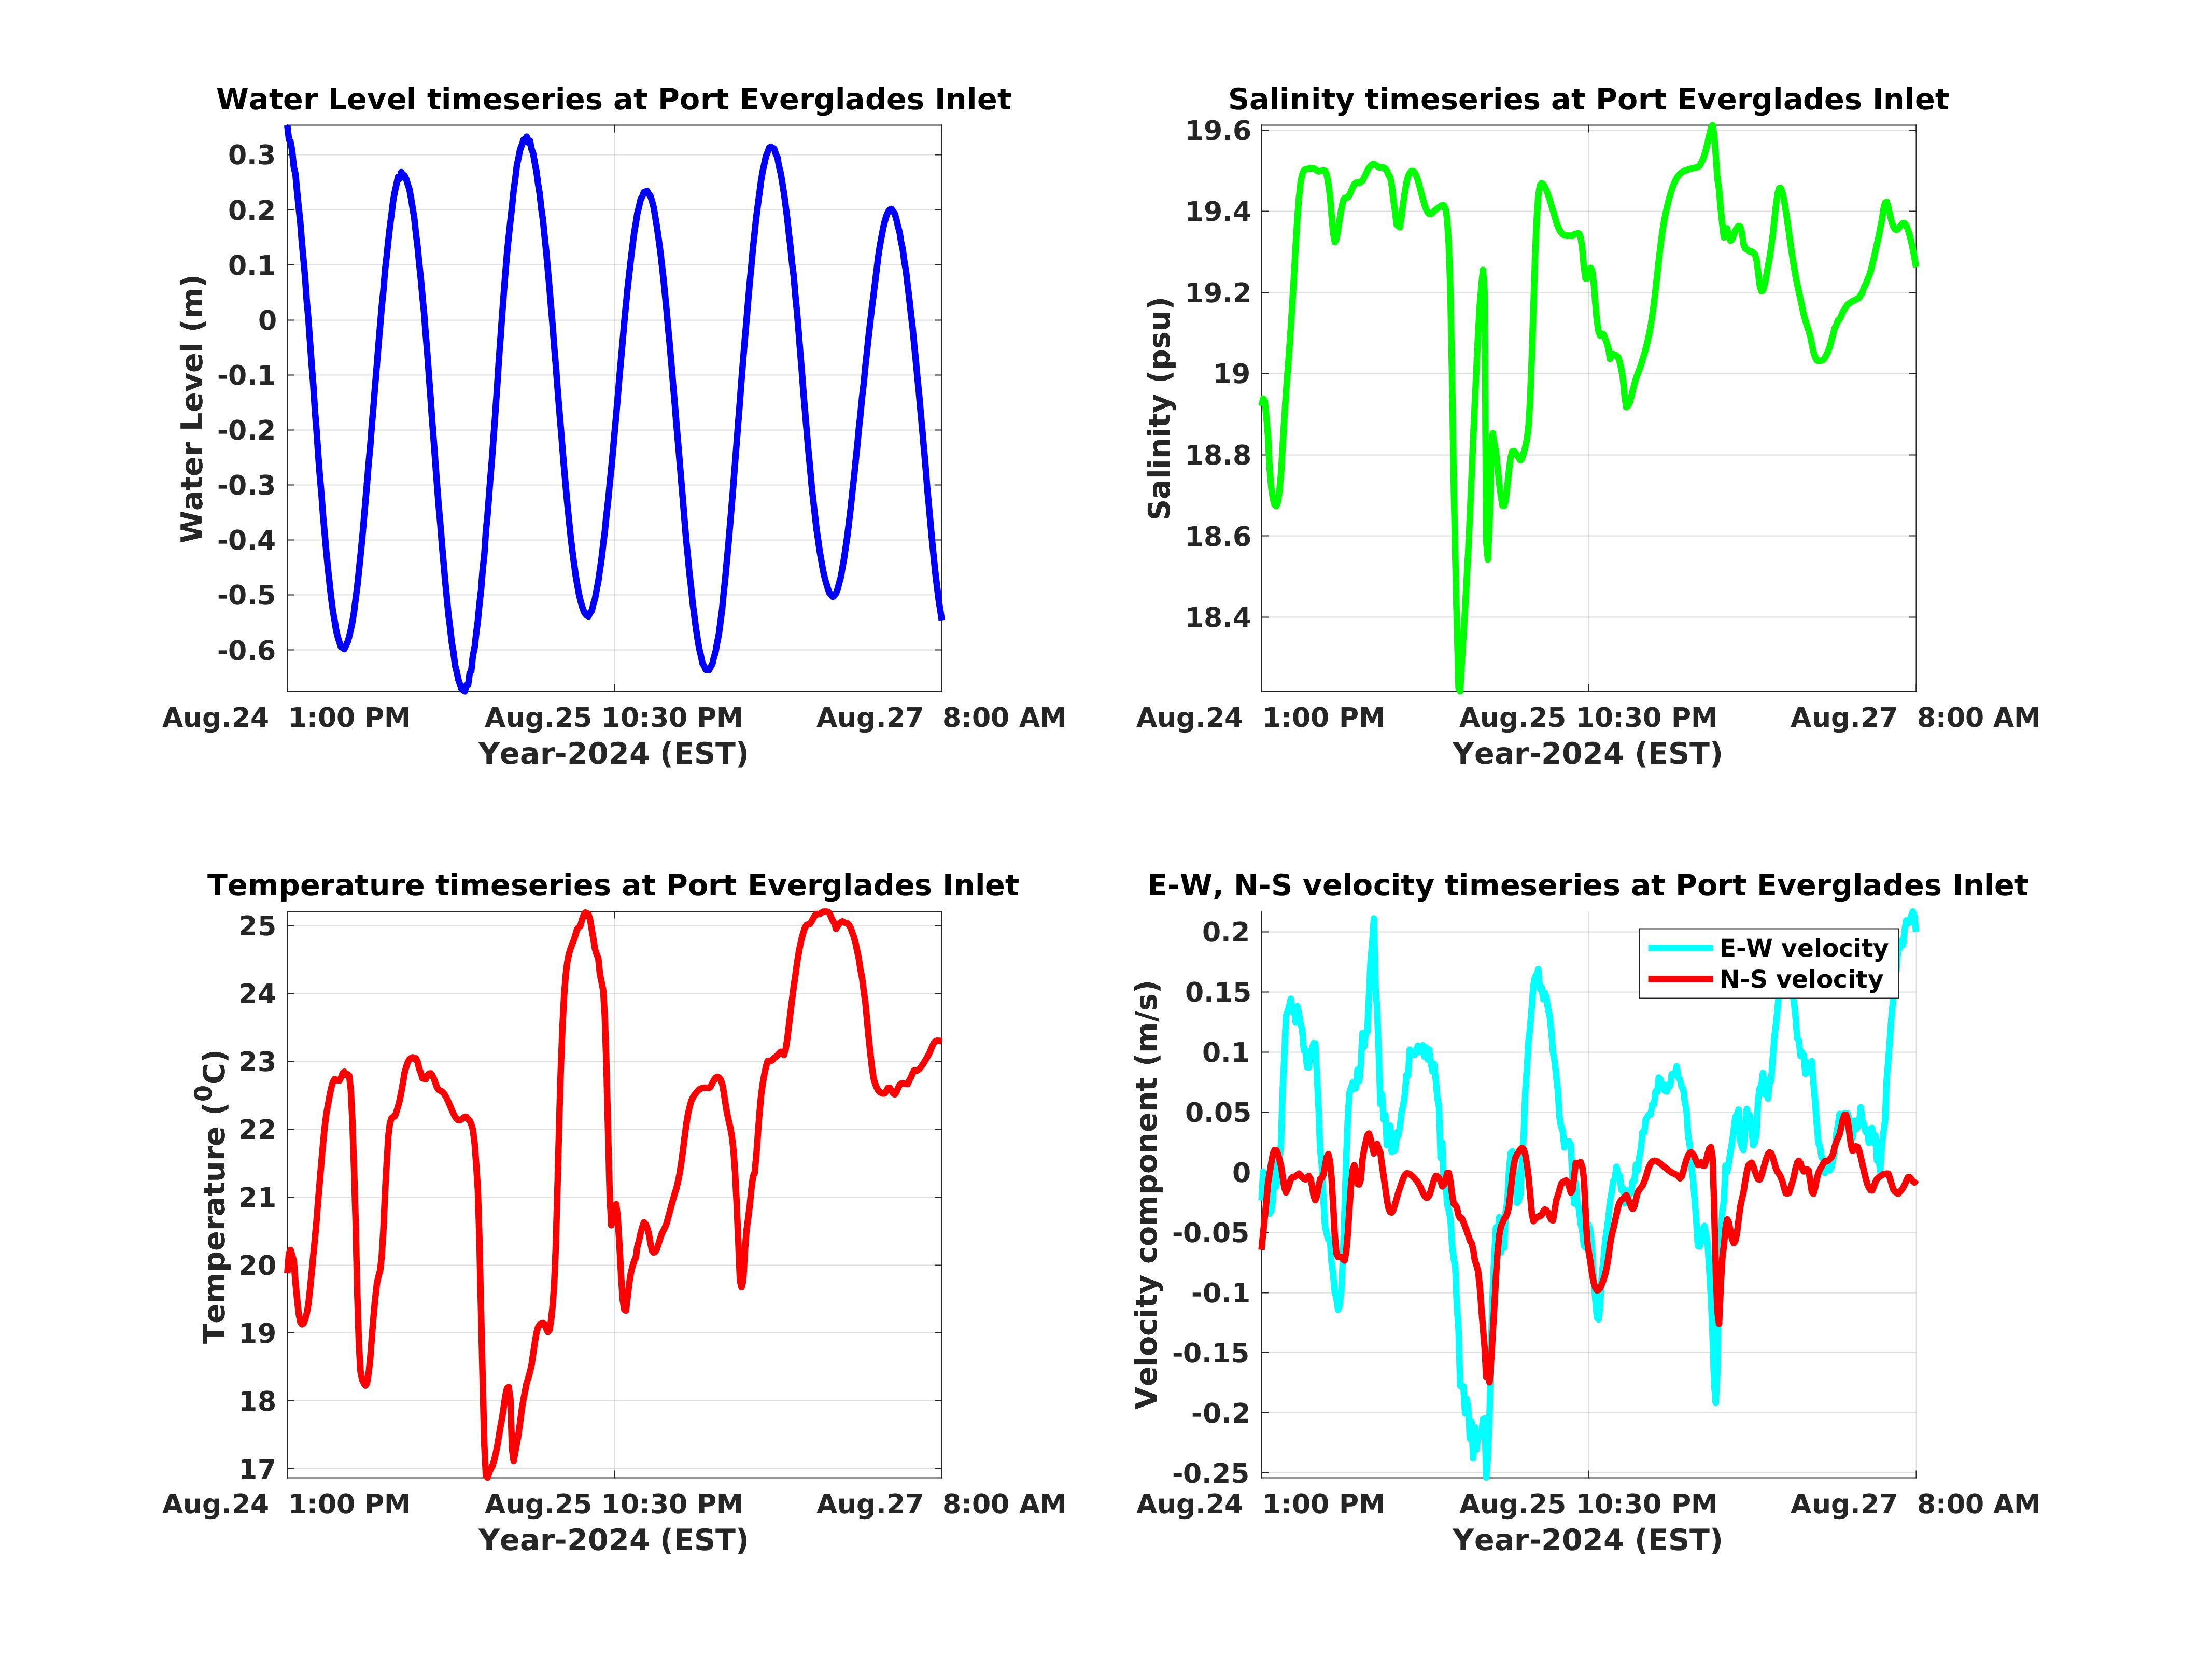 Water Level timeseries at Port Everglades Inlet
Water Level (m)
0.3
0.2
0.1
0
-0.1
-0.2
-0.3
-0.4
-0.5
-0.6
Aug.24 1:00 PM Aug.25 10:30 PM Aug.27 8:00 AM
Year-2024 (EST)
Salinity timeseries at Port Everglades Inlet
Salinity (psu)
19.6
19.4
19.2
19
18.8
18.6
18.4
Aug.24 1:00 PM Aug.25 10:30 PM Aug.27 8:00 AM
Year-2024 (EST)
Temperature timeseries at Port Everglades Inlet
Temperature (⁰C)
25
24
23
22
21
20
19
18
17
Aug.24 1:00 PM Aug.25 10:30 PM Aug.27 8:00 AM
Year-2024 (EST)
E-W, N-S velocity timeseries at Port Everglades Inlet
Velocity component (m/s)
0.2
0.15
0.1
0.05
0
-0.05
-0.1
-0.15
-0.2
-0.25
E-W velocity
N-S velocity
Aug.24 1:00 PM Aug.25 10:30 PM Aug.27 8:00 AM
Year-2024 (EST)